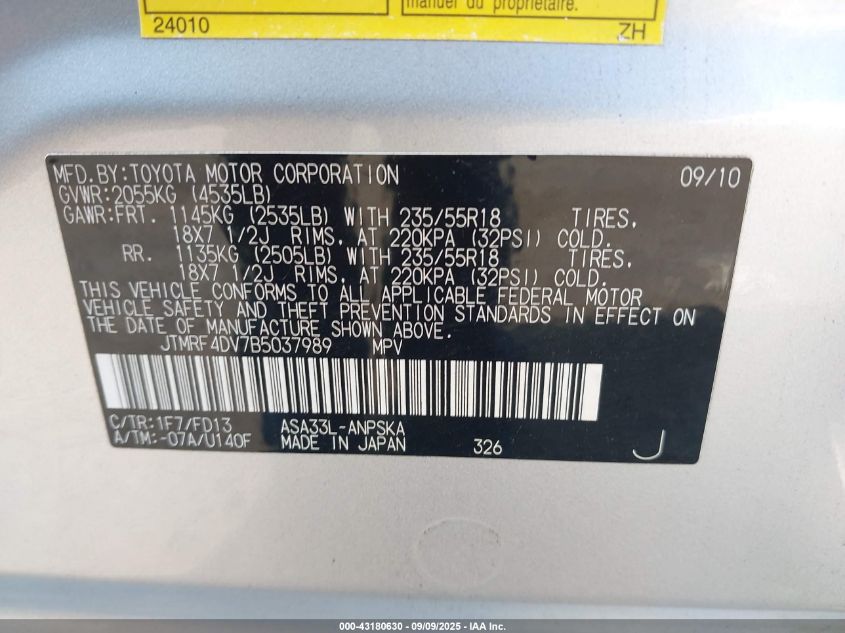 manuel du propriétaire.
24010 ZH
MFD.BY:TOYOTA MOTOR CORPORATION 09/10
GVWR:2055KG (4535LB)
GAWR:FRT. 1145KG (2535LB) WITH 235/55R18 TIRES,
18X7 1/2J RIMS, AT 220KPA (32PSI) COLD.
RR. 1135KG (2505LB) WITH 235/55R18 TIRES,
18X7 1/2J RIMS, AT 220KPA (32PSI) COLD.
THIS VEHICLE CONFORMS TO ALL APPLICABLE FEDERAL MOTOR
VEHICLE SAFETY AND THEFT PREVENTION STANDARDS IN EFFECT ON
THE DATE OF MANUFACTURE SHOWN ABOVE.
JTMRF4DV7B5037989 MPV
C/TR:1F7/FD13 ASA33L-ANPSKA
A/TM:-07A/U140F MADE IN JAPAN 326 J
000-43180630 - 09/09/2025 - IAA Inc.